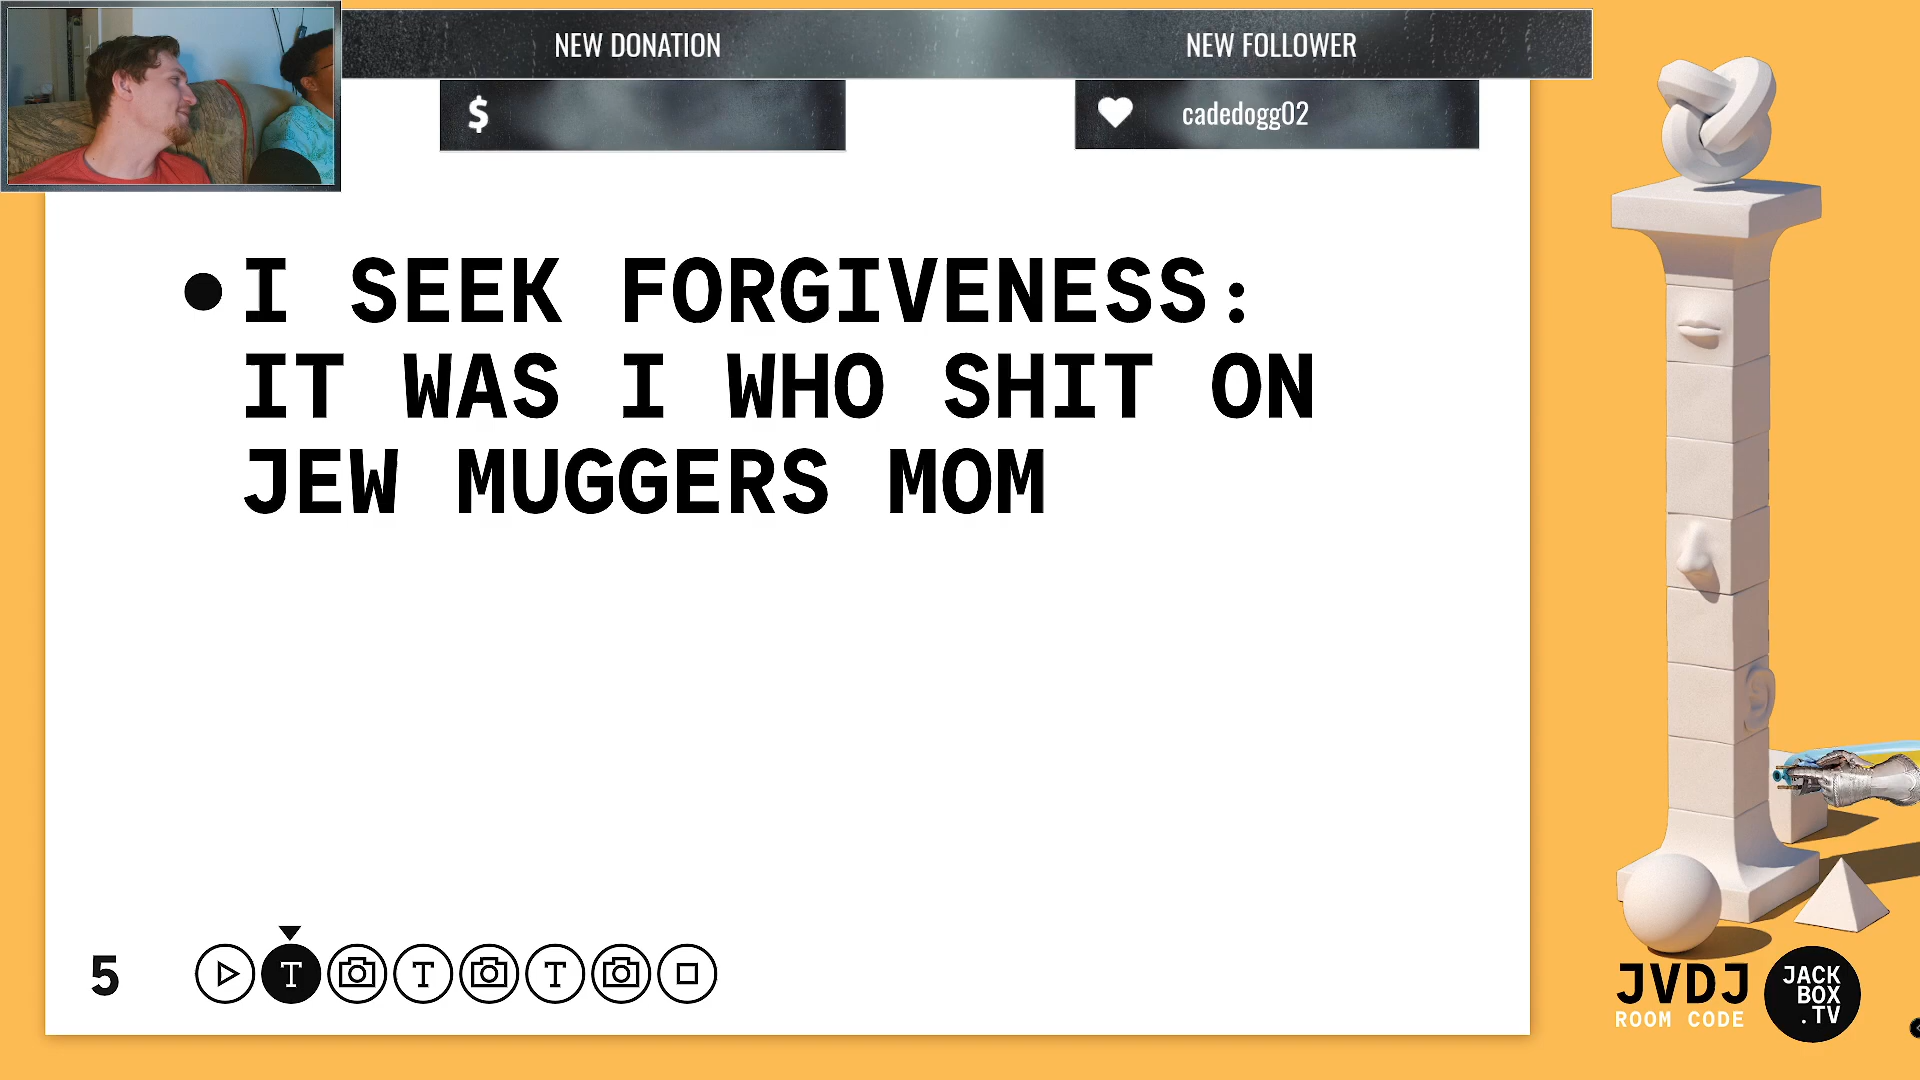 NEW DONATION
NEW FOLLOWER
$
cadedogg02
I SEEK FORGIVENESS:
IT WAS I WHO SHIT ON
JEW MUGGERS MOM
5
T
T
T
JVDJ
ROOM CODE
JACK
BOX
.TV